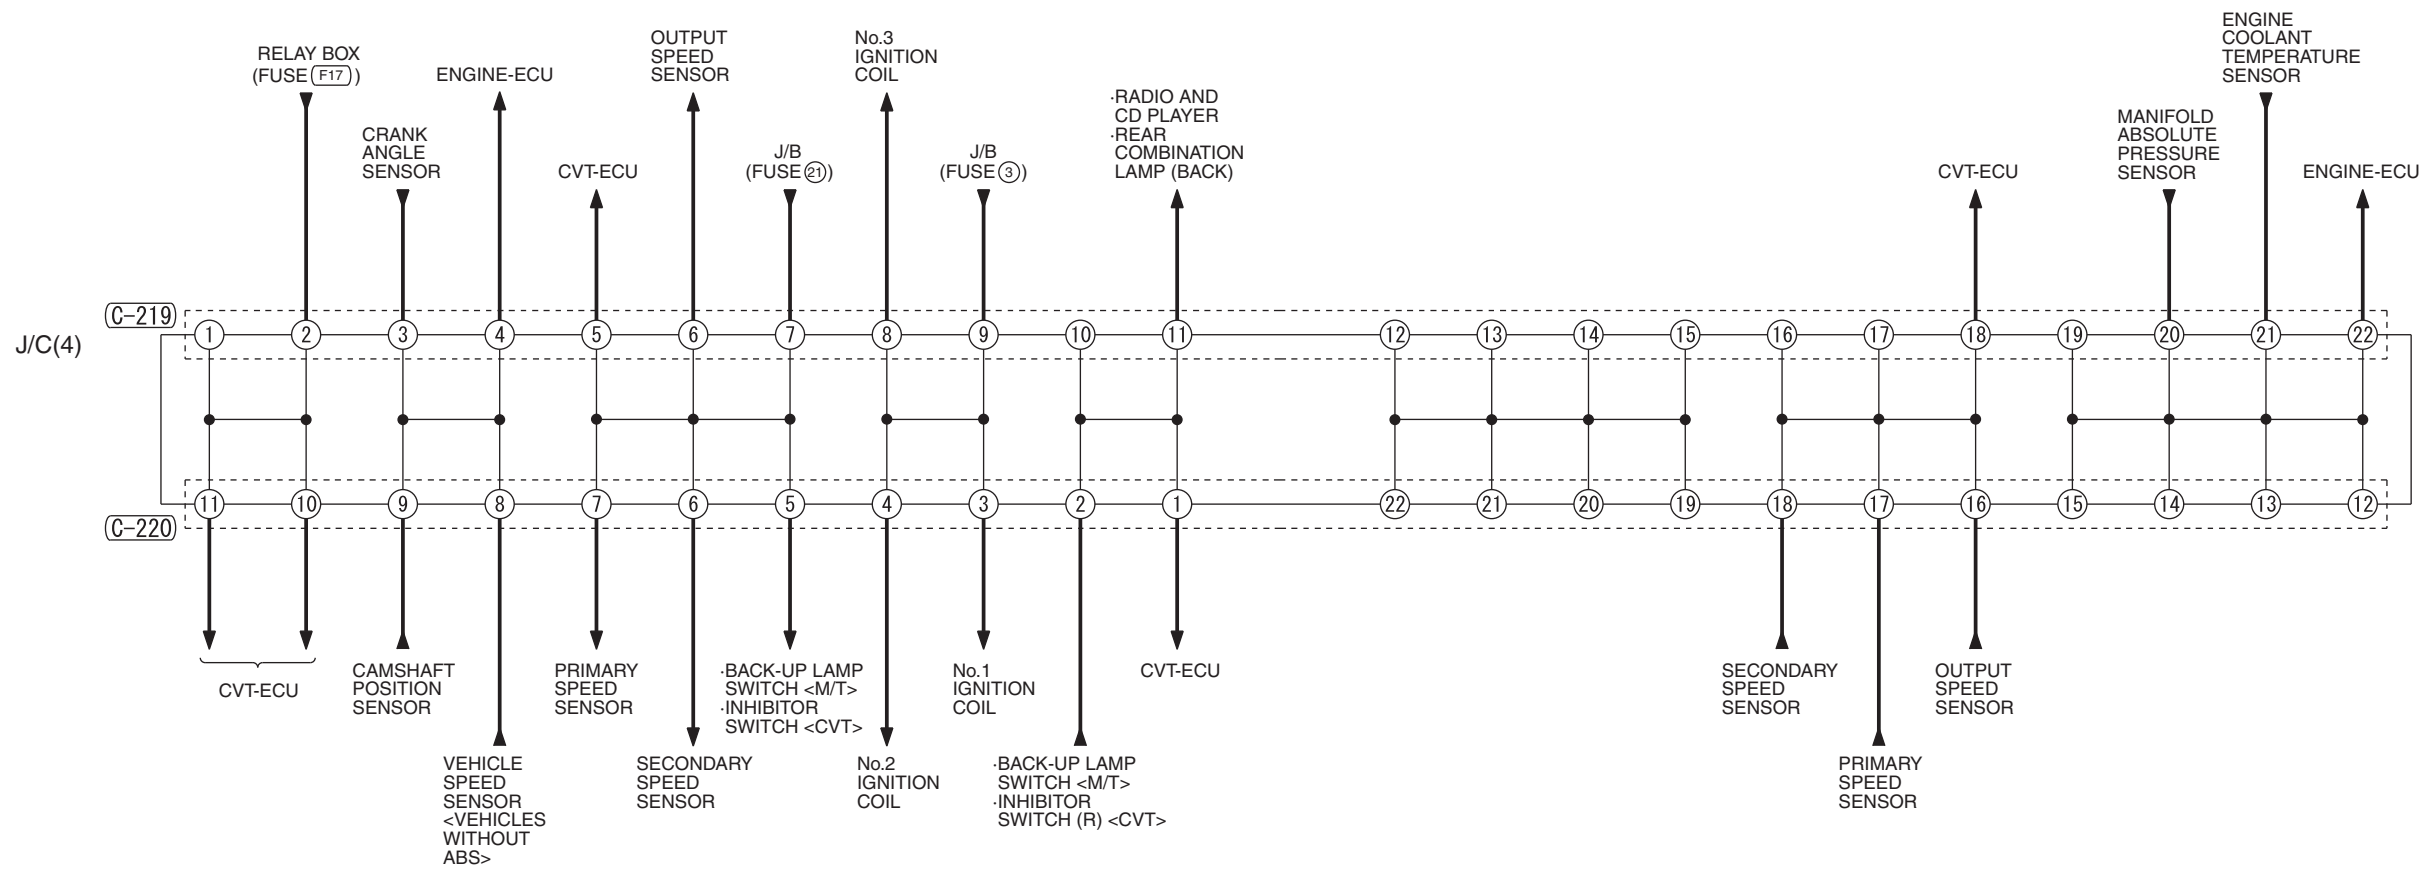 RELAY BOX
(FUSE F17)
CRANK
ANGLE
SENSOR
ENGINE-ECU
CVT-ECU
OUTPUT
SPEED
SENSOR
J/B
(FUSE 21)
No.3
IGNITION
COIL
J/B
(FUSE 3)
·RADIO AND
CD PLAYER
·REAR
COMBINATION
LAMP (BACK)
CVT-ECU
MANIFOLD
ABSOLUTE
PRESSURE
SENSOR
ENGINE
COOLANT
TEMPERATURE
SENSOR
ENGINE-ECU
J/C(4)
C-219
1 2 3 4 5 6 7 8 9 10 11 12 13 14 15 16 17 18 19 20 21 22
11 10 9 8 7 6 5 4 3 2 1 22 21 20 19 18 17 16 15 14 13 12
C-220
CVT-ECU
CAMSHAFT
POSITION
SENSOR
VEHICLE
SPEED
SENSOR
<VEHICLES
WITHOUT
ABS>
PRIMARY
SPEED
SENSOR
SECONDARY
SPEED
SENSOR
·BACK-UP LAMP
SWITCH <M/T>
·INHIBITOR
SWITCH <CVT>
No.2
IGNITION
COIL
No.1
IGNITION
COIL
·BACK-UP LAMP
SWITCH <M/T>
·INHIBITOR
SWITCH (R) <CVT>
CVT-ECU
SECONDARY
SPEED
SENSOR
PRIMARY
SPEED
SENSOR
OUTPUT
SPEED
SENSOR